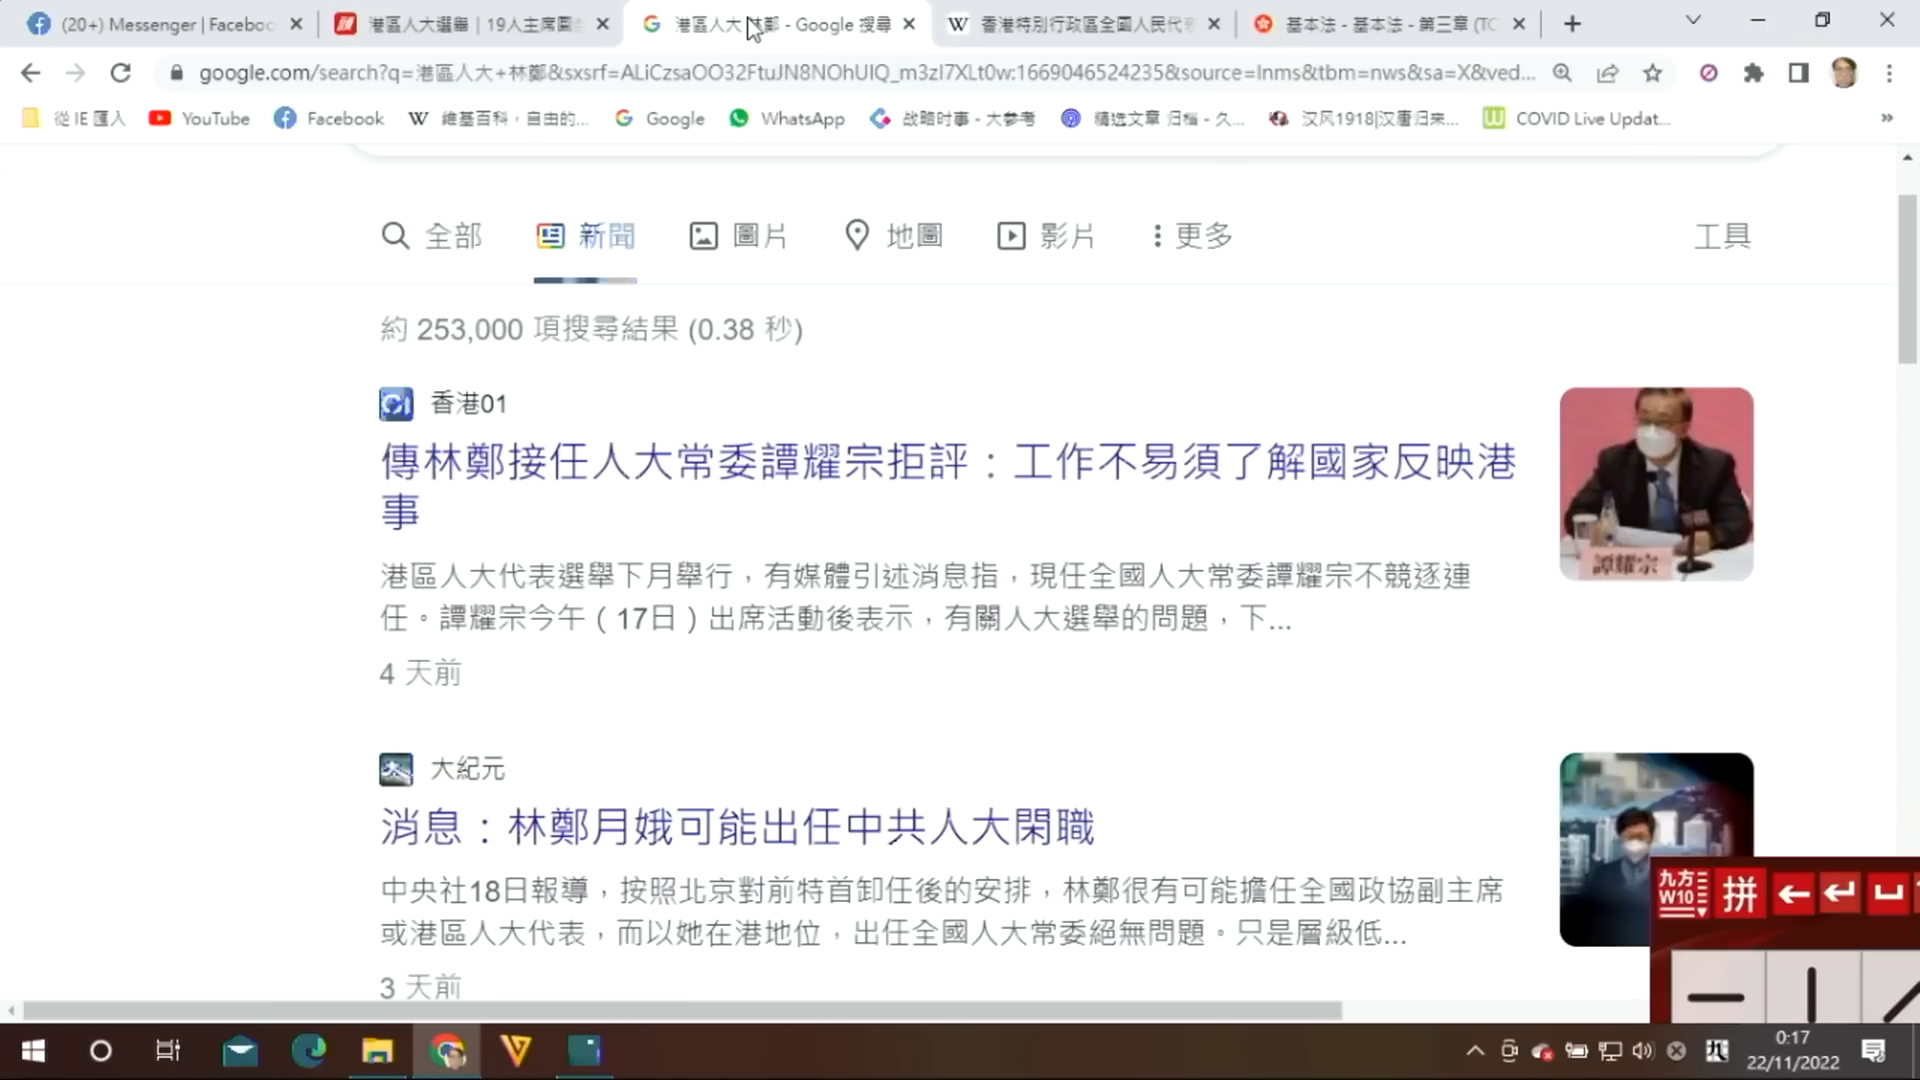 (20+) Messenger | Faceboo
港區人大選舉｜19人主席團
港區人大 林鄭 - Google 搜尋
香港特別行政區全國人民代表
基本法 - 基本法 - 第三章 (TC
google.com/search?q=港區人大+林鄭&sxsrf=ALiCzsaOO32FtuJN8NOhUIQ_m3zI7XLt0w:1669046524235&source=lnms&tbm=nws&sa=X&ved...
從 IE 匯入
YouTube
Facebook
維基百科，自由的...
Google
WhatsApp
战略时事 - 大参考
精选文章 归档 - 久...
汉风1918|汉唐归来...
COVID Live Updat...
全部
新聞
圖片
地圖
影片
更多
工具
約 253,000 項搜尋結果 (0.38 秒)
香港01
傳林鄭接任人大常委譚耀宗拒評：工作不易須了解國家反映港
事
港區人大代表選舉下月舉行，有媒體引述消息指，現任全國人大常委譚耀宗不競逐連
任。譚耀宗今午（17日）出席活動後表示，有關人大選舉的問題，下...
4 天前
譚耀宗
大紀元
消息：林鄭月娥可能出任中共人大閑職
中央社18日報導，按照北京對前特首卸任後的安排，林鄭很有可能擔任全國政協副主席
或港區人大代表，而以她在港地位，出任全國人大常委絕無問題。只是層級低...
3 天前
九方
W10
拼
0:17
22/11/2022